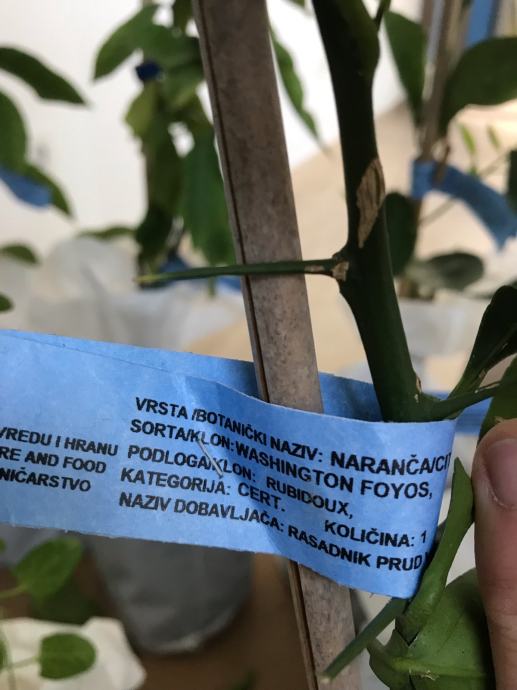 VRSTA /BOTANIČKI NAZIV: NARANČA/CI
SORTA/KLON: WASHINGTON FOYOS,
PODLOGA/KLON: RUBIDOUX,
KATEGORIJA: CERT. KOLIČINA: 1
NAZIV DOBAVLJAČA: RASADNIK PRUD
VREDU I HRANU
RE AND FOOD
NIČARSTVO